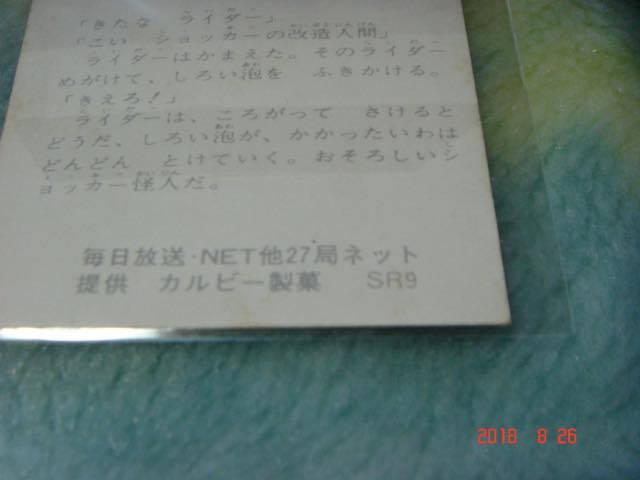 「きたな　ライダー」
「こい　ショッカーの改造人間」
　ライダーはかまえた。そのライダー
めがけて、しろい泡を　ふきかける。
「きえろ！」
　ライダーは、ころがって　さけると
どうだ、しろい泡が、かかったいわは
どんどん　とけていく。おそろしいシ
ョッカー怪人だ。
毎日放送・NET他27局ネット
提供　カルビー製菓　SR9
2018 8 26